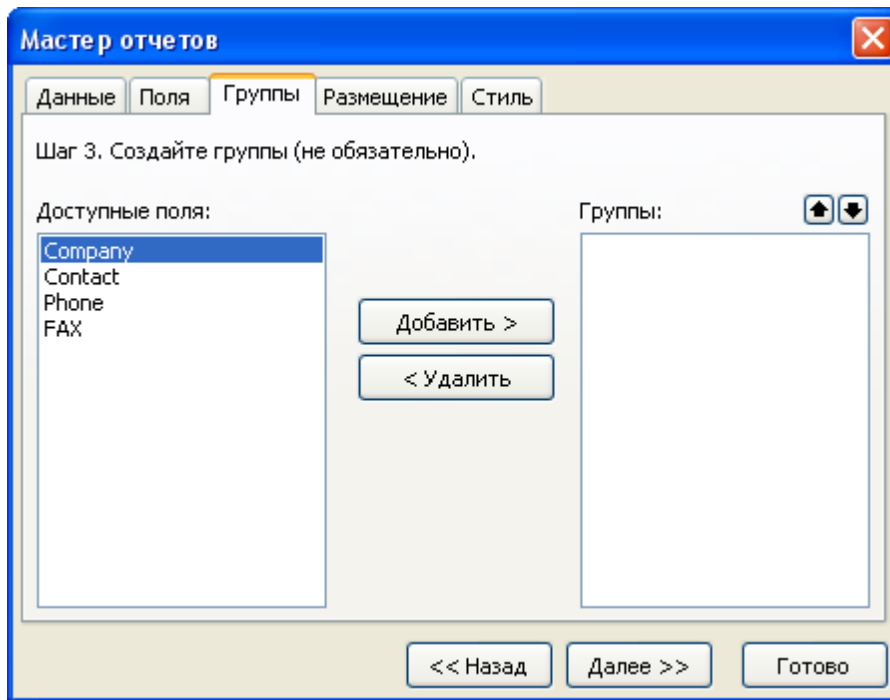 Мастер отчетов
Данные Поля Группы Размещение Стиль
Шаг 3. Создайте группы (не обязательно).
Доступные поля: Группы:
Company
Contact
Phone
FAX
Добавить >
< Удалить
<< Назад Далее >> Готово